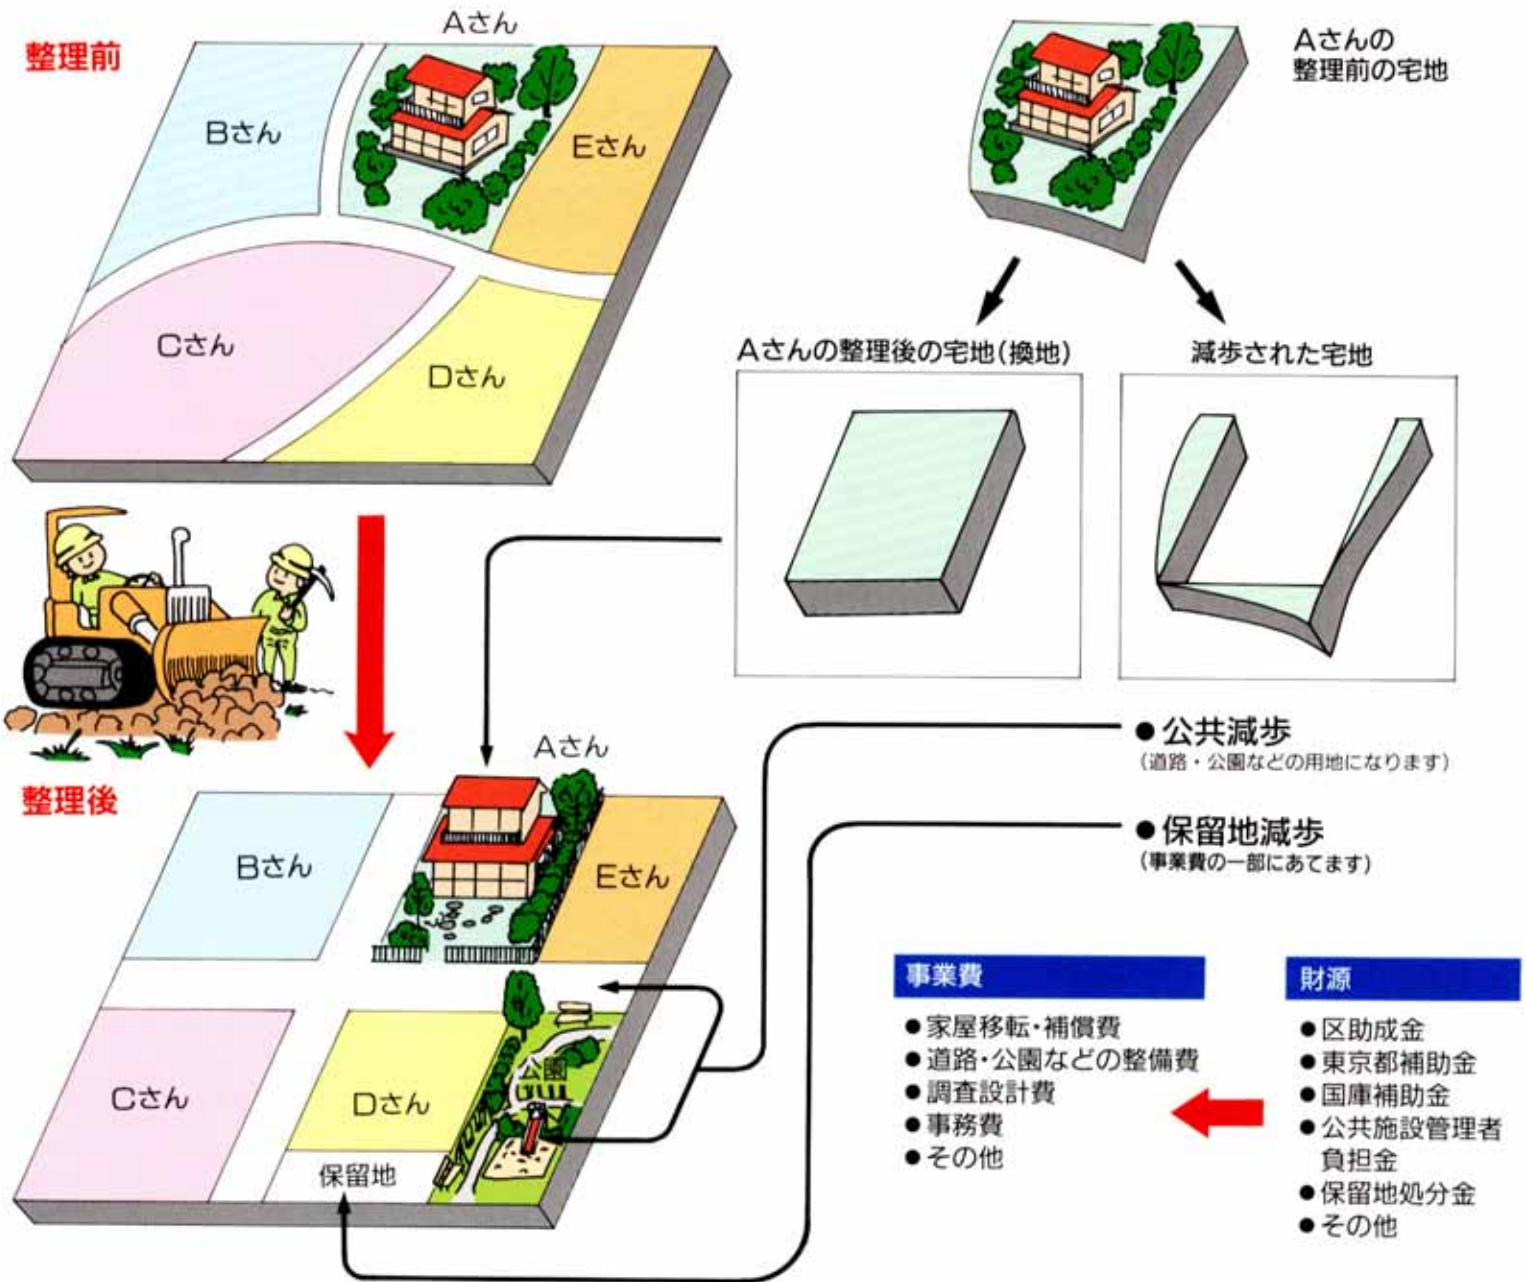 整理前
Aさん
Bさん
Eさん
Cさん
Dさん
Aさんの
整理前の宅地
Aさんの整理後の宅地(換地)
減歩された宅地
整理後
Aさん
Bさん
Eさん
Cさん
Dさん
公園
保留地
●公共減歩
(道路・公園などの用地になります)
●保留地減歩
(事業費の一部にあてます)
事業費
●家屋移転・補償費
●道路・公園などの整備費
●調査設計費
●事務費
●その他
財源
●区助成金
●東京都補助金
●国庫補助金
●公共施設管理者
負担金
●保留地処分金
●その他